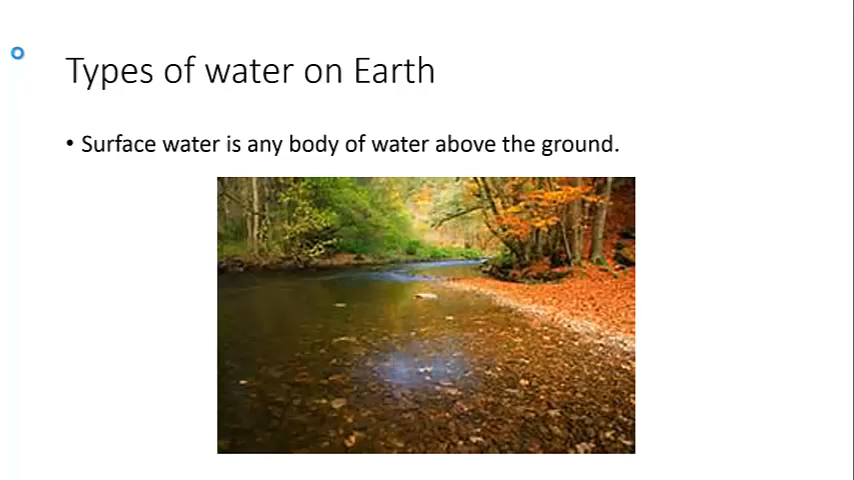 Types of water on Earth
• Surface water is any body of water above the ground.